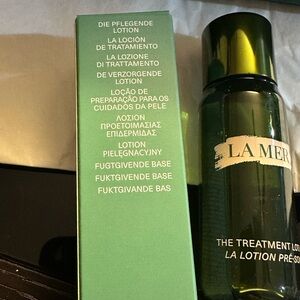 DIE PFLEGENDE
LOTION
LA LOCIÓN
DE TRATAMIENTO
LA LOZIONE
DI TRATTAMENTO
DE VERZORGENDE
LOTION
LOÇÃO DE
PREPARAÇÃO PARA OS
CUIDADOS DA PELE
ΛΟΣΙΟΝ
ΠΡΟΕΤΟΙΜΑΣΙΑΣ
ΕΠΙΔΕΡΜΙΔΑΣ
LOTION
PIELĘGNACYJNY
FUGTGIVENDE BASE
FUKTGIVENDE BASE
FUKTGIVANDE BAS
LA MER
THE TREATMENT LOT
LA LOTION PRÉ-SO